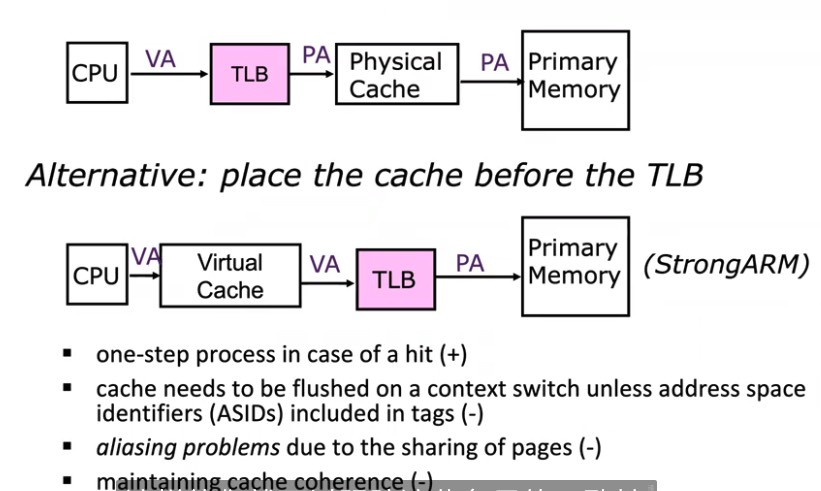 CPU VA TLB PA Physical Cache PA Primary Memory
Alternative: place the cache before the TLB
CPU VA Virtual Cache VA TLB PA Primary Memory (StrongARM)
▪ one-step process in case of a hit (+)
▪ cache needs to be flushed on a context switch unless address space
identifiers (ASIDs) included in tags (-)
▪ aliasing problems due to the sharing of pages (-)
▪ maintaining cache coherence (-)